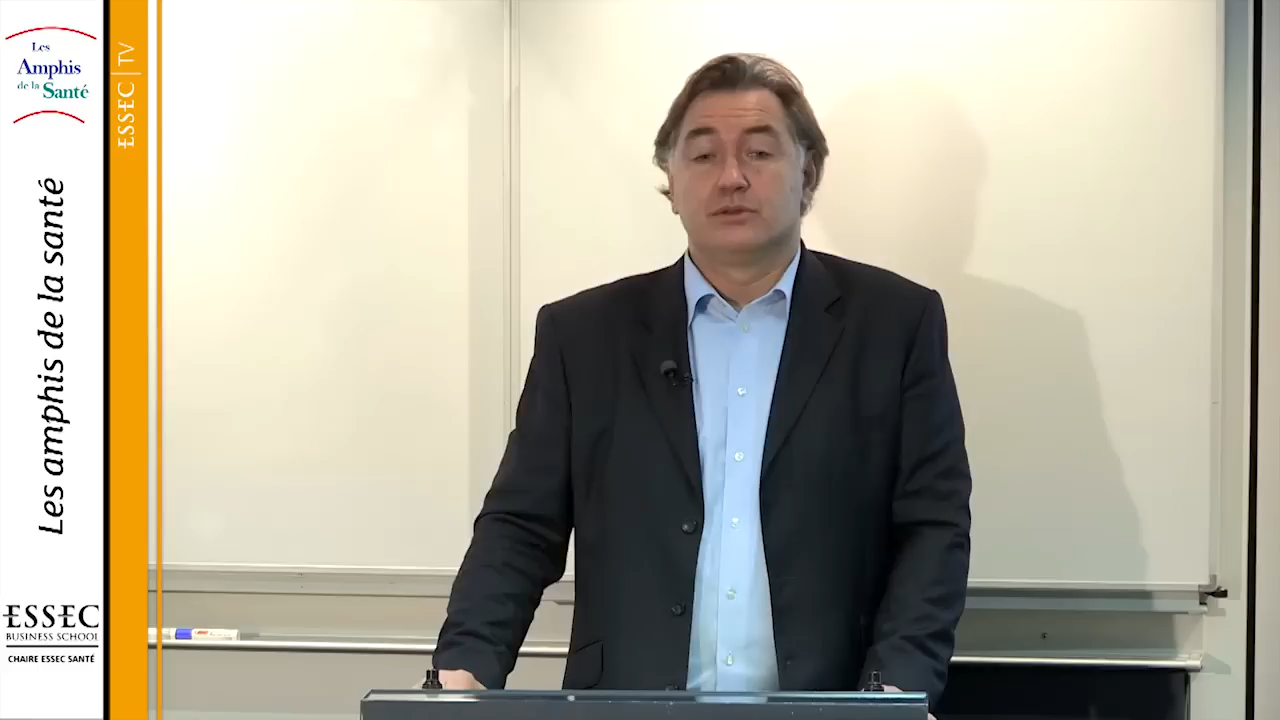 Les
Amphis
de la Santé
ESSEC | TV
Les amphis de la santé
ESSEC
BUSINESS SCHOOL
CHAIRE ESSEC SANTÉ